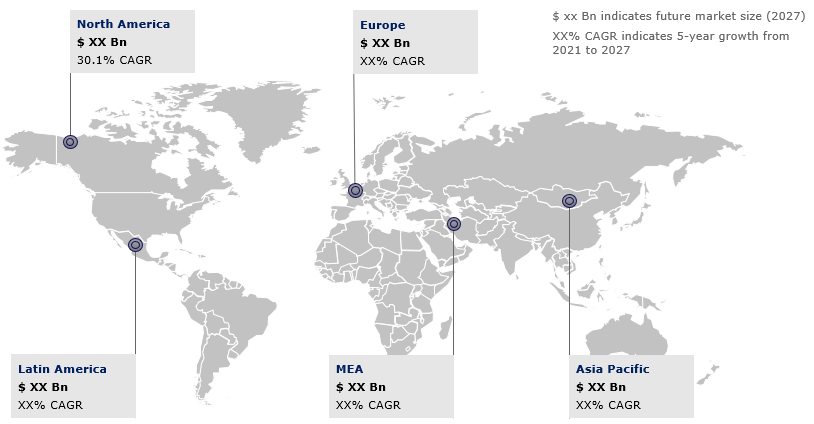 North America
$ XX Bn
30.1% CAGR
Europe
$ XX Bn
XX% CAGR
$ xx Bn indicates future market size (2027)
XX% CAGR indicates 5-year growth from
2021 to 2027
Latin America
$ XX Bn
XX% CAGR
MEA
$ XX Bn
XX% CAGR
Asia Pacific
$ XX Bn
XX% CAGR